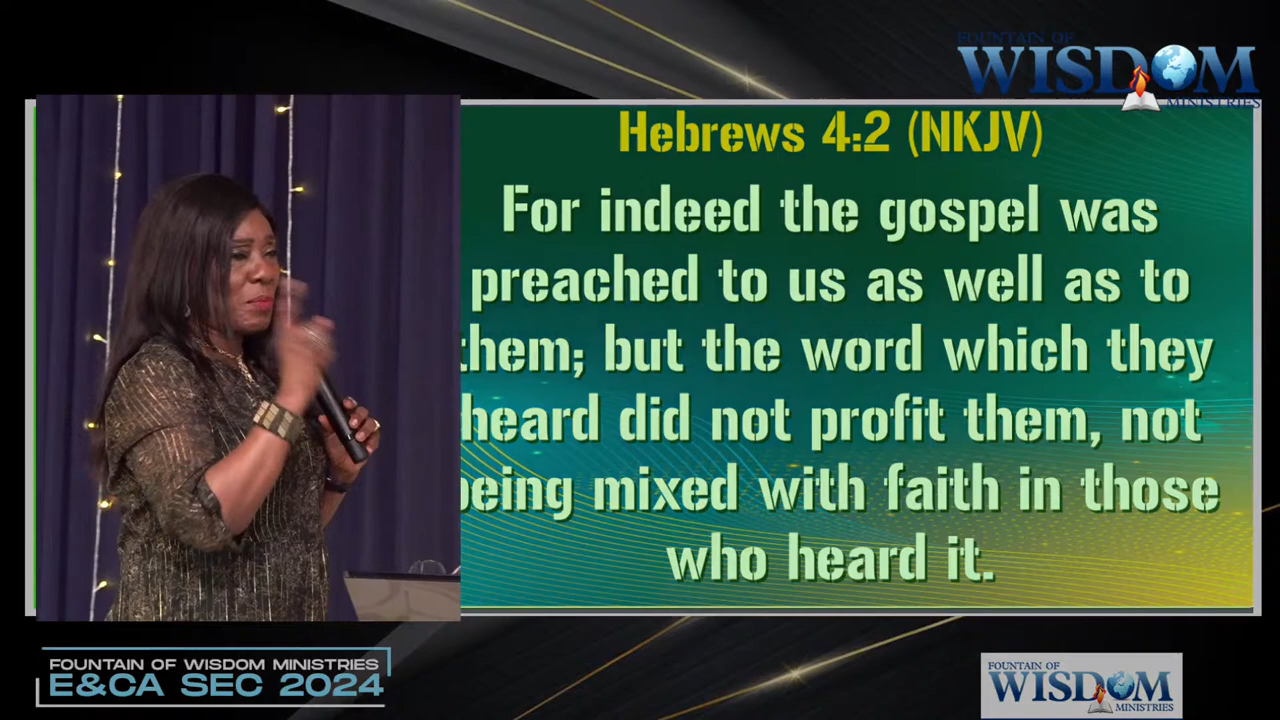 FOUNTAIN OF
WISDOM
MINISTRIES
Hebrews 4:2 (NKJV)
For indeed the gospel was
preached to us as well as to
them; but the word which they
heard did not profit them, not
being mixed with faith in those
who heard it.
FOUNTAIN OF WISDOM MINISTRIES
E&CA SEC 2024
FOUNTAIN OF
WISDOM
MINISTRIES